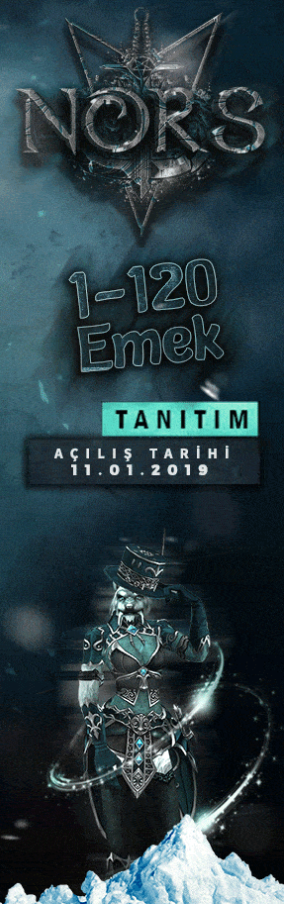 NORS
1-120
Emek
TANITIM
AÇILIŞ TARİHİ
11.01.2019